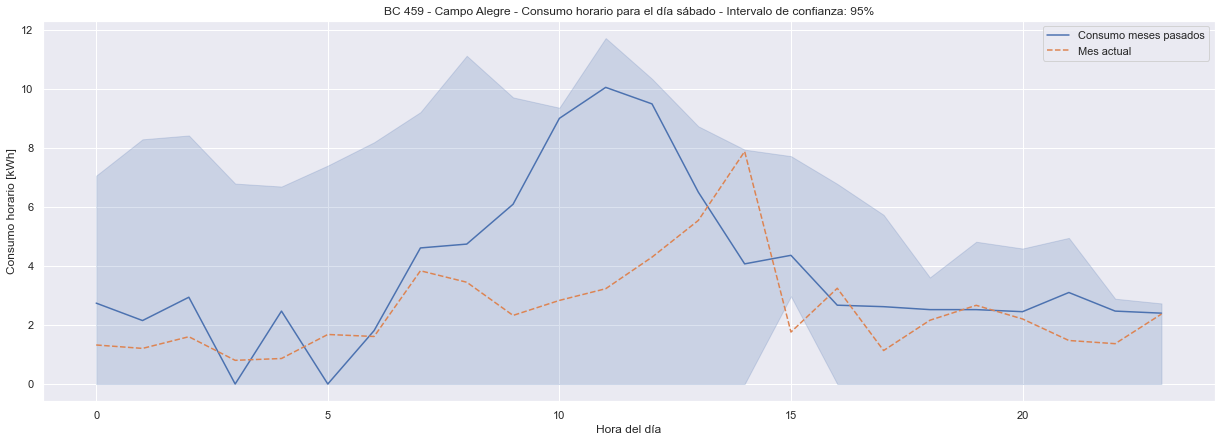 BC 459 - Campo Alegre - Consumo horario para el día sábado - Intervalo de confianza: 95%
Consumo meses pasados
Mes actual
12
10
8
6
4
2
0
Consumo horario [kWh]
0 5 10 15 20
Hora del día